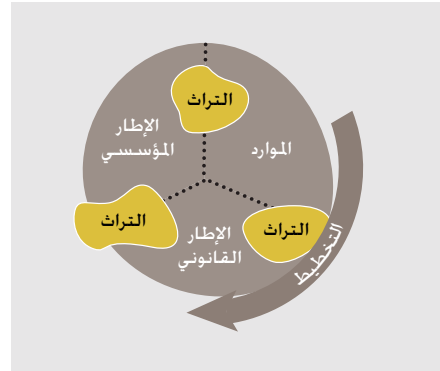 التراث
الإطار
المؤسسي
الموارد
التراث
الإطار
القانوني
التراث
التخطيط